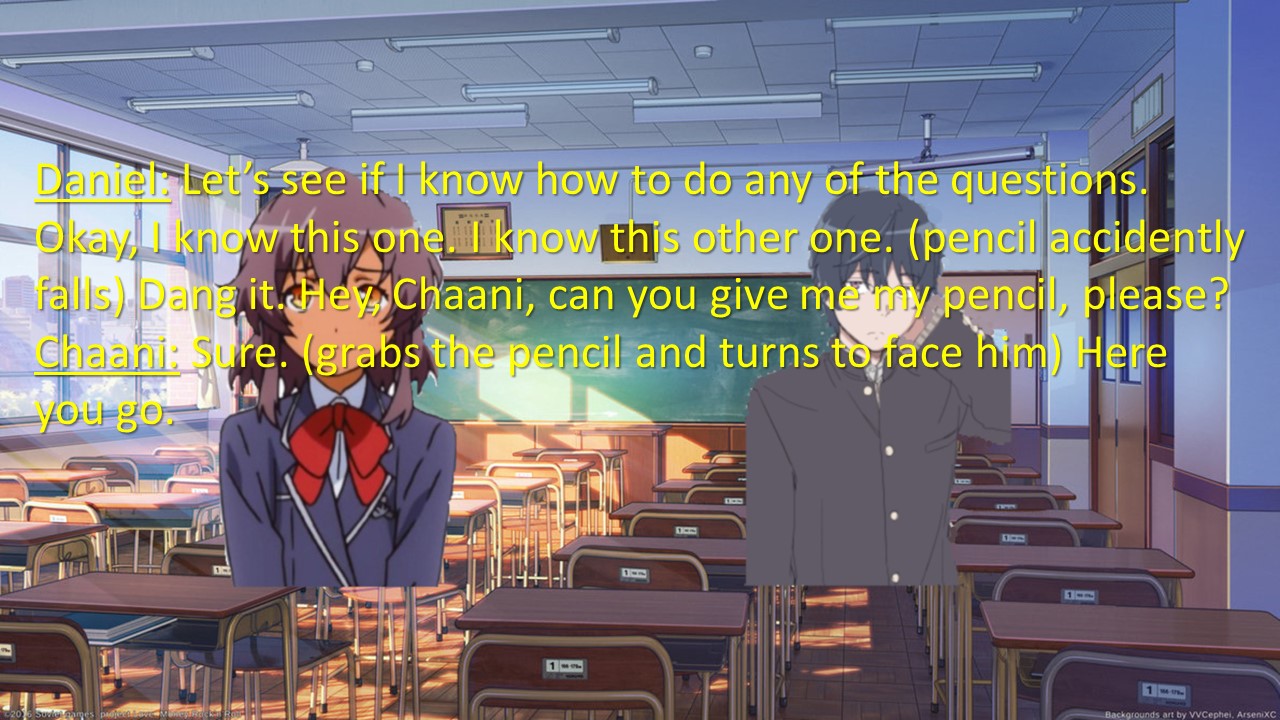 Daniel: Let’s see if I know how to do any of the questions.
Okay, I know this one. I know this other one. (pencil accidently
falls) Dang it. Hey, Chaani, can you give me my pencil, please?
Chaani: Sure. (grabs the pencil and turns to face him) Here
you go.
Backgrounds art by VVCephei, ArseniXC